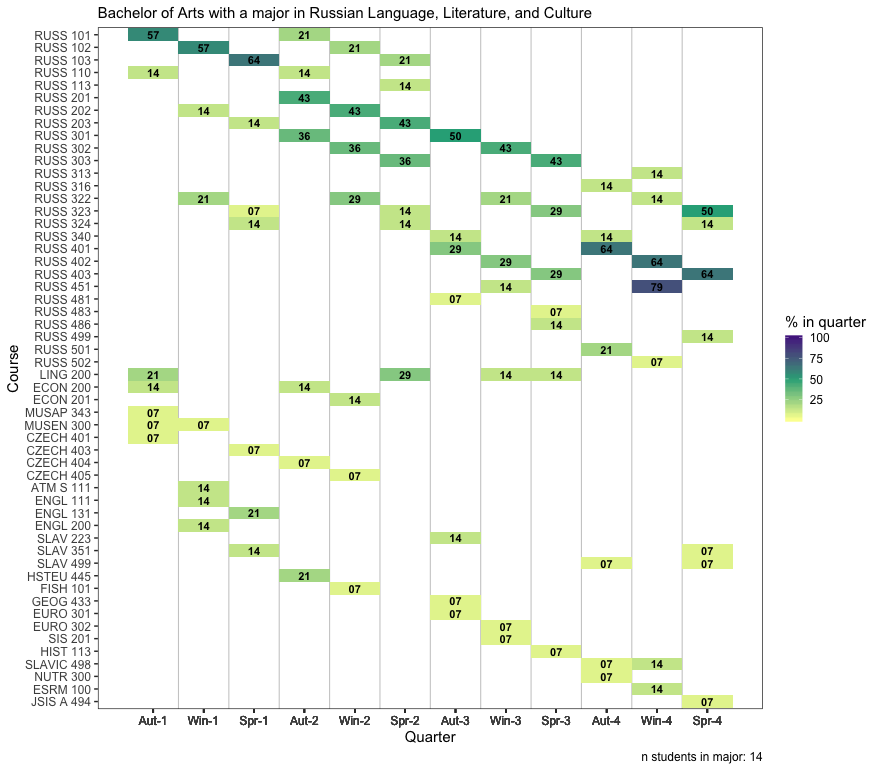 Bachelor of Arts with a major in Russian Language, Literature, and Culture
RUSS 101 57 21
RUSS 102 57 21
RUSS 103 64 21
RUSS 110 14 14
RUSS 113 14
RUSS 201 43
RUSS 202 14 43
RUSS 203 14 43
RUSS 301 36 50
RUSS 302 36 43
RUSS 303 36 43
RUSS 313 14
RUSS 316 14
RUSS 322 21 29 21 14
RUSS 323 07 14 29 50
RUSS 324 14 14 14
RUSS 340 14 14
RUSS 401 29 64
RUSS 402 29 64
RUSS 403 29 64
RUSS 451 14 79
RUSS 481 07
RUSS 483 07
RUSS 486 14
RUSS 499 14
RUSS 501 21
RUSS 502 07
LING 200 21 29 14 14
ECON 200 14 14
ECON 201 14
MUSAP 343 07
MUSEN 300 07 07
CZECH 401 07
CZECH 403 07
CZECH 404 07
CZECH 405 07
ATM S 111 14
ENGL 111 14
ENGL 131 21
ENGL 200 14
SLAV 223 14
SLAV 351 14 07
SLAV 499 07 07
HSTEU 445 21
FISH 101 07
GEOG 433 07
EURO 301 07
EURO 302 07
SIS 201 07
HIST 113 07
SLAVIC 498 07 14
NUTR 300 07
ESRM 100 14
JSIS A 494 07
Aut-1 Win-1 Spr-1 Aut-2 Win-2 Spr-2 Aut-3 Win-3 Spr-3 Aut-4 Win-4 Spr-4
Quarter
Course
% in quarter
100
75
50
25
n students in major: 14